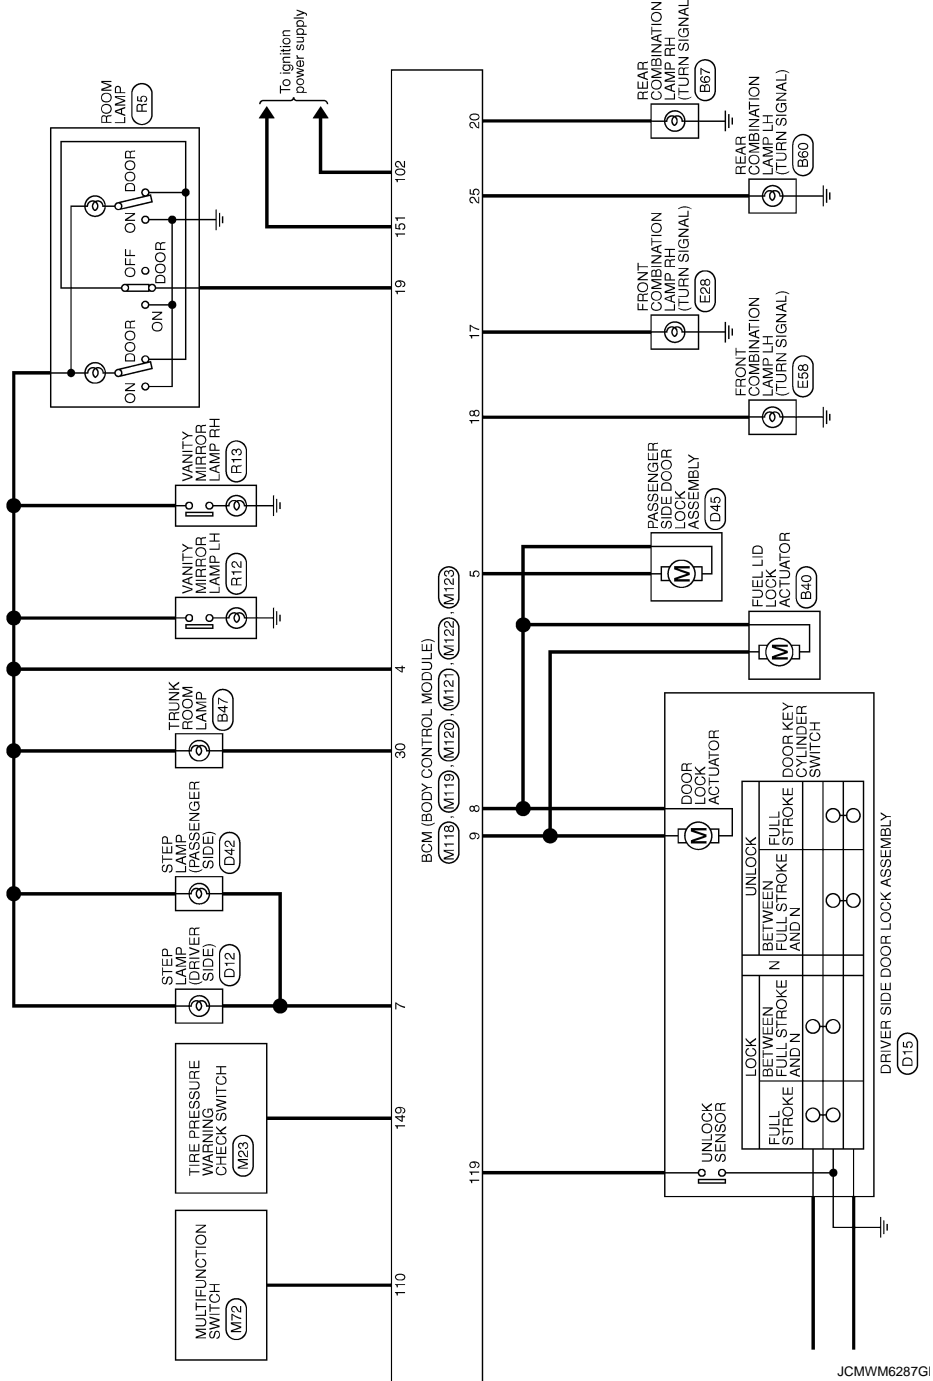 ROOM
LAMP
R5
To ignition
power supply
DOOR
ON
OFF
DOOR
ON
DOOR
ON
102
151
19
VANITY
MIRROR
LAMP RH
R13
VANITY
MIRROR
LAMP LH
R12
4
TRUNK
ROOM
LAMP
B47
30
STEP
LAMP
(PASSENGER
SIDE)
D42
STEP
LAMP
(DRIVER
SIDE)
D12
7
TIRE PRESSURE
WARNING
CHECK SWITCH
M23
149
MULTIFUNCTION
SWITCH
M72
110
BCM (BODY CONTROL MODULE)
M118 , M119 , M120 , M121 , M122 , M123
20
REAR
COMBINATION
LAMP RH
(TURN SIGNAL)
B67
25
REAR
COMBINATION
LAMP LH
(TURN SIGNAL)
B60
17
FRONT
COMBINATION
LAMP RH
(TURN SIGNAL)
E28
18
FRONT
COMBINATION
LAMP LH
(TURN SIGNAL)
E58
5
PASSENGER
SIDE DOOR
LOCK
ASSEMBLY
D45
M
FUEL LID
LOCK
ACTUATOR
B40
M
8
9
DOOR
LOCK
ACTUATOR
M
DOOR KEY
CYLINDER
SWITCH
UNLOCK
FULL
STROKE
BETWEEN
FULL STROKE
AND N
N
LOCK
BETWEEN
FULL STROKE
AND N
FULL
STROKE
119
UNLOCK
SENSOR
DRIVER SIDE DOOR LOCK ASSEMBLY
D15